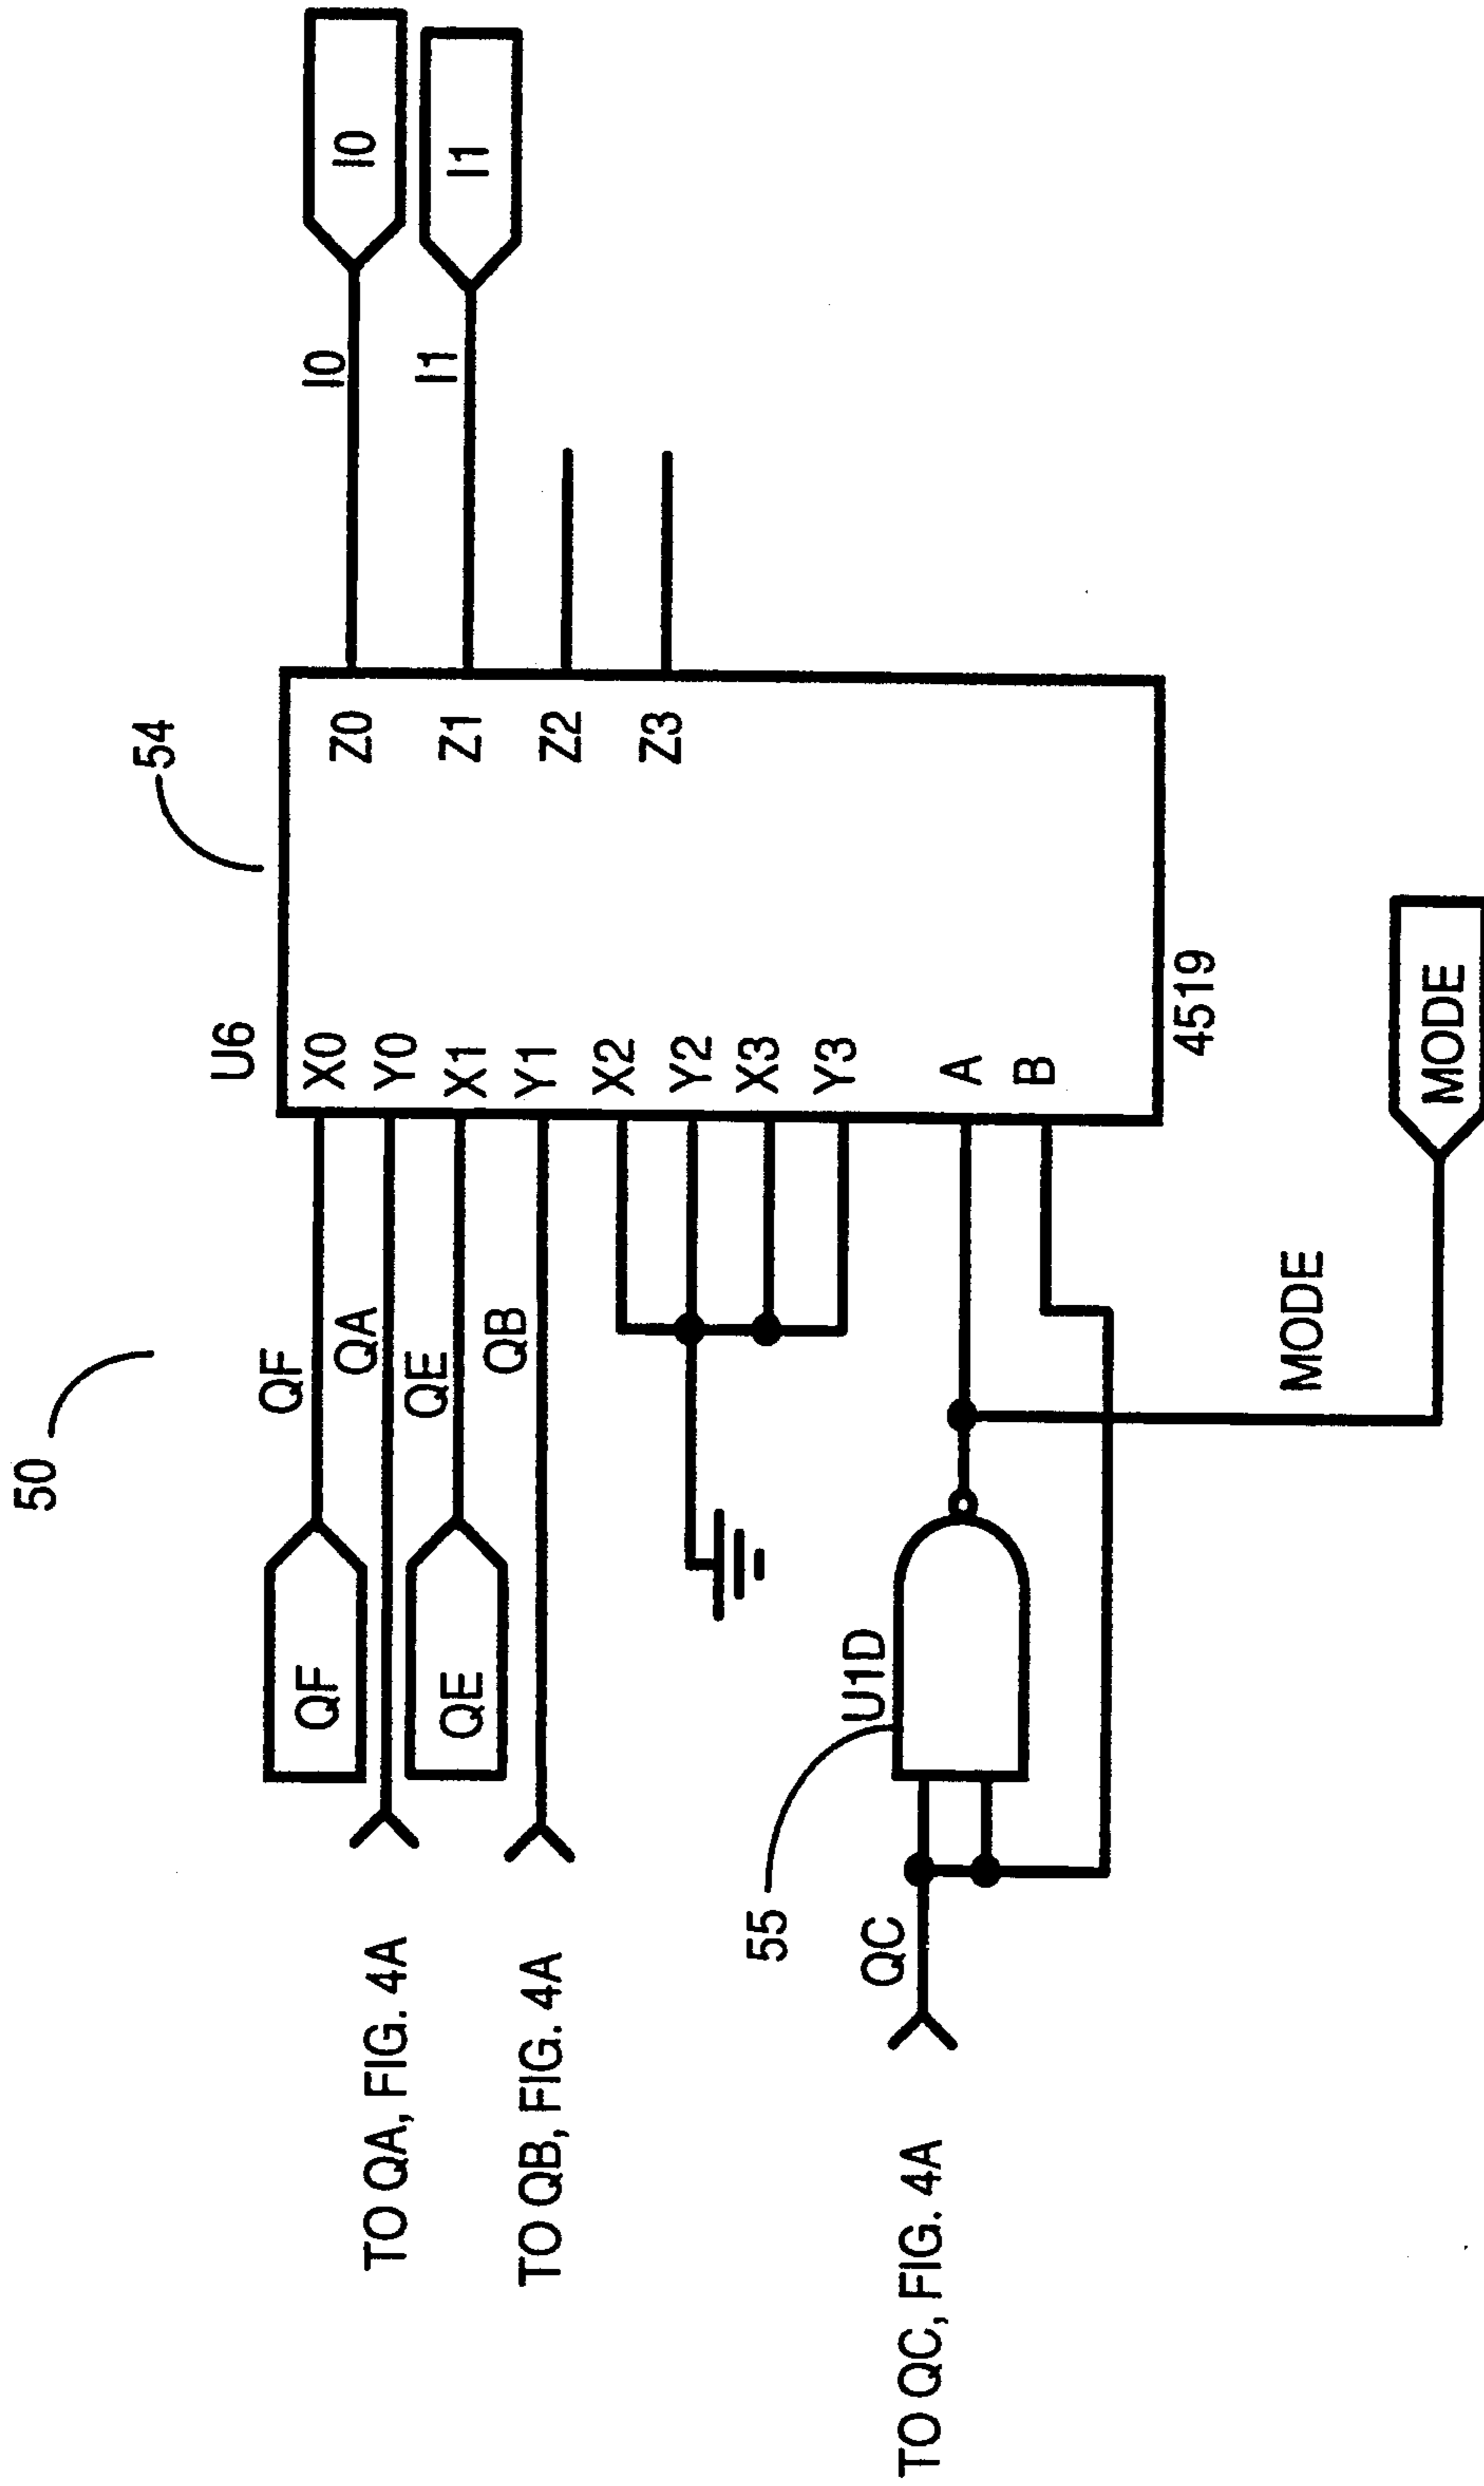 50
54
U6
4519
QF
QF
X0
TO QA, FIG. 4A
QA
Y0
QE
QE
X1
TO QB, FIG. 4A
QB
Y1
X2
Y2
X3
Y3
A
B
Z0
I0
I0
Z1
I1
I1
Z2
Z3
55
U1D
TO QC, FIG. 4A
QC
MODE
MODE